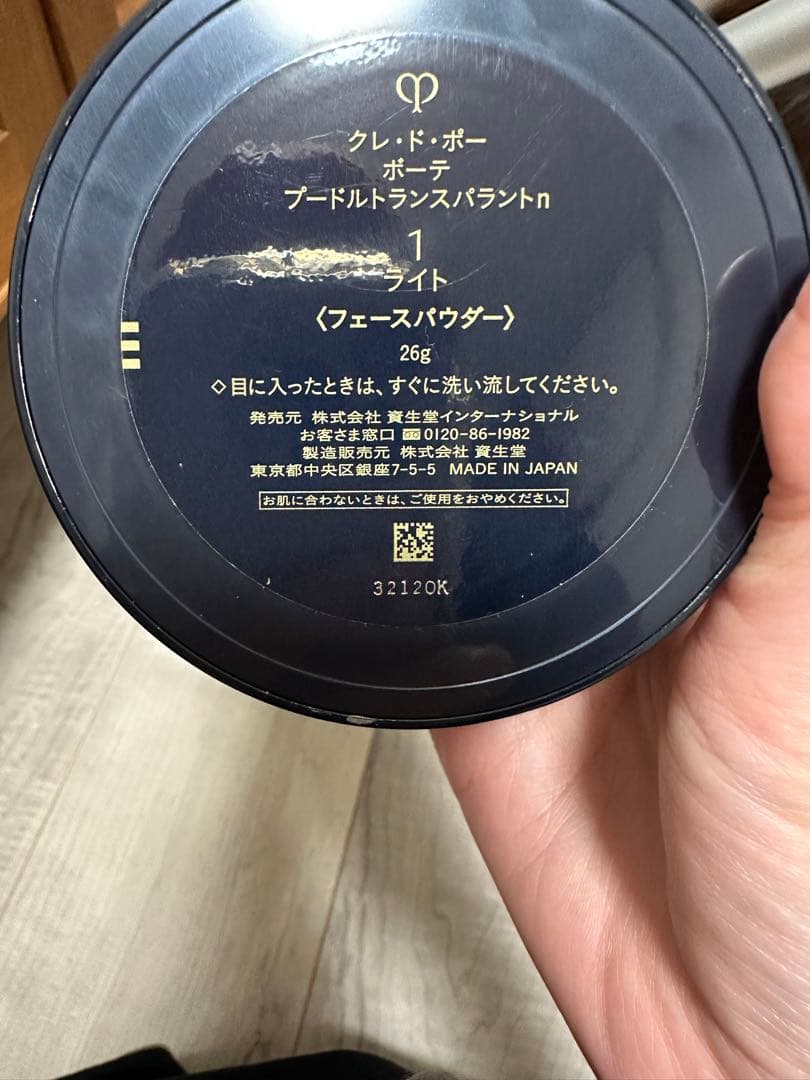 クレ・ド・ポー
ボーテ
プードルトランスパラントn
1
ライト
〈フェースパウダー〉
26g
◇目に入ったときは、すぐに洗い流してください。
発売元 株式会社 資生堂インターナショナル
お客さま窓口 0120-86-1982
製造販売元 株式会社 資生堂
東京都中央区銀座7-5-5 MADE IN JAPAN
お肌に合わないときは、ご使用をおやめください。
32120K